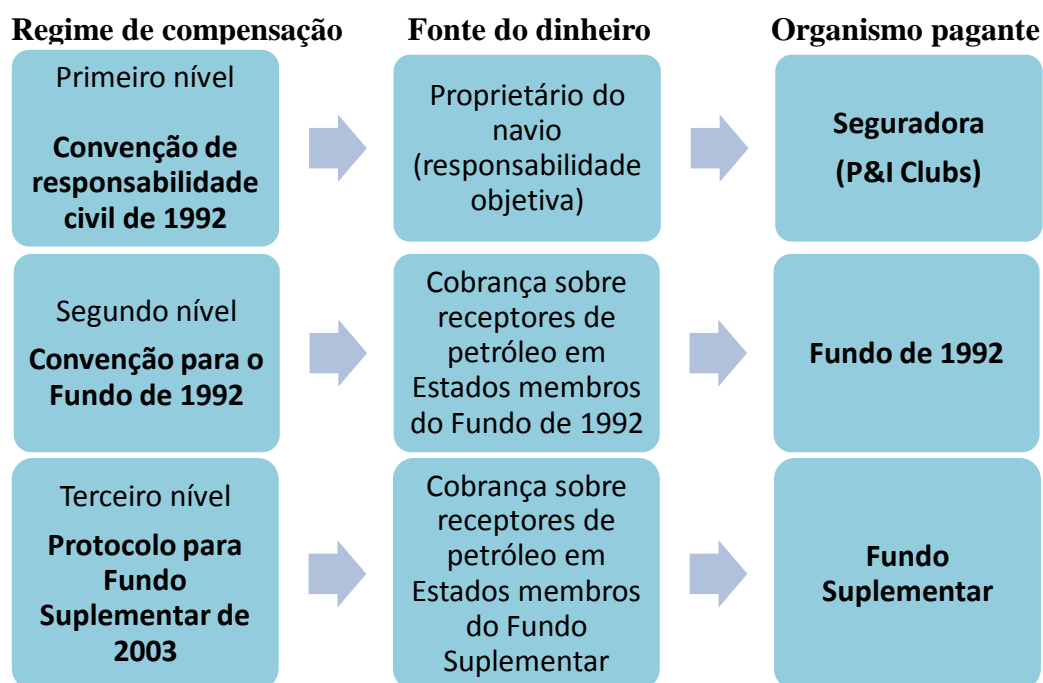 Regime de compensação
Fonte do dinheiro
Organismo pagante
Primeiro nível
Convenção de
responsabilidade
civil de 1992
Proprietário do
navio
(responsabilidade
objetiva)
Seguradora
(P&I Clubs)
Segundo nível
Convenção para o
Fundo de 1992
Cobrança sobre
receptores de
petróleo em
Estados membros
do Fundo de 1992
Fundo de 1992
Terceiro nível
Protocolo para
Fundo
Suplementar de
2003
Cobrança sobre
receptores de
petróleo em
Estados membros
do Fundo
Suplementar
Fundo
Suplementar